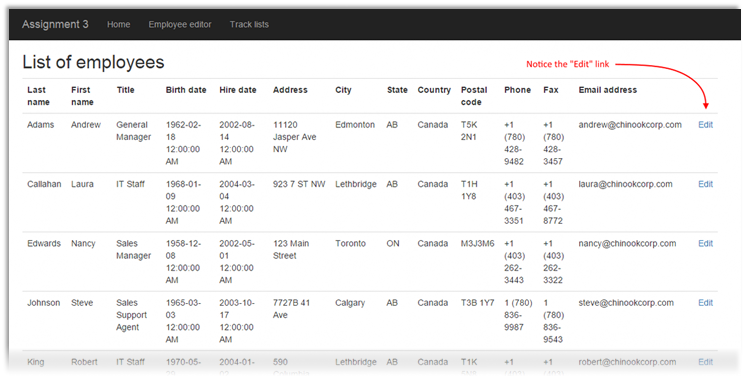 Assignment 3 Home Employee editor Track lists
List of employees
Notice the "Edit" link
Last name First name Title Birth date Hire date Address City State Country Postal code Phone Fax Email address
Adams Andrew General Manager 1962-02-18 12:00:00 AM 2002-08-14 12:00:00 AM 11120 Jasper Ave NW Edmonton AB Canada T5K 2N1 +1 (780) 428-9482 +1 (780) 428-3457 andrew@chinookcorp.com Edit
Callahan Laura IT Staff 1968-01-09 12:00:00 AM 2004-03-04 12:00:00 AM 923 7 ST NW Lethbridge AB Canada T1H 1Y8 +1 (403) 467-3351 +1 (403) 467-8772 laura@chinookcorp.com Edit
Edwards Nancy Sales Manager 1958-12-08 12:00:00 AM 2002-05-01 12:00:00 AM 123 Main Street Toronto ON Canada M3J3M6 +1 (403) 262-3443 +1 (403) 262-3322 nancy@chinookcorp.com Edit
Johnson Steve Sales Support Agent 1965-03-03 12:00:00 AM 2003-10-17 12:00:00 AM 7727B 41 Ave Calgary AB Canada T3B 1Y7 1 (780) 836-9987 1 (780) 836-9543 steve@chinookcorp.com Edit
King Robert IT Staff 1970-05- 2004-01- 590 Lethbridge AB Canada T1K +1 +1 robert@chinookcorp.com Edit